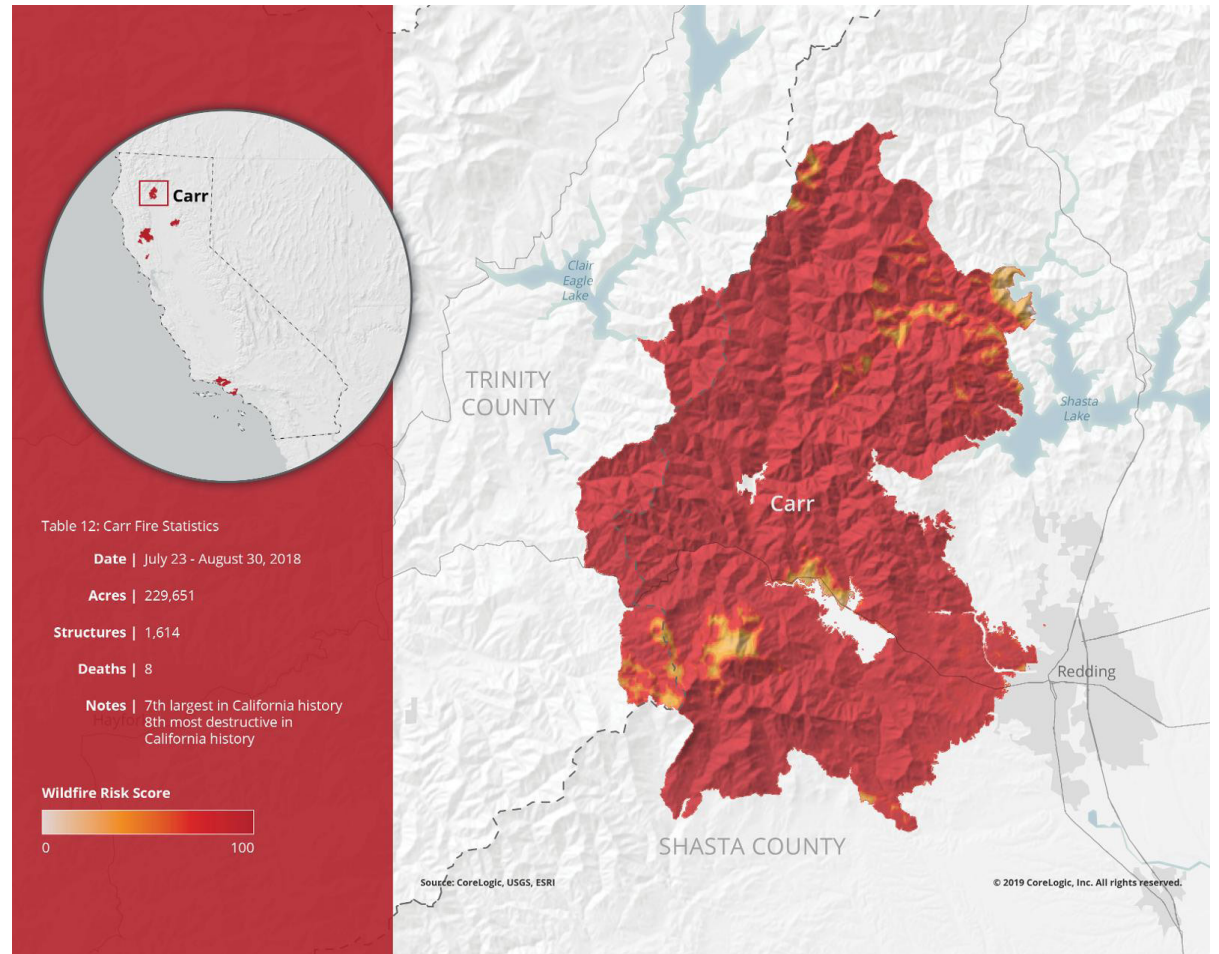 Carr
Table 12: Carr Fire Statistics
Date | July 23 - August 30, 2018
Acres | 229,651
Structures | 1,614
Deaths | 8
Notes | 7th largest in California history
8th most destructive in
California history
Wildfire Risk Score
0 100
Clair
Eagle
Lake
TRINITY
COUNTY
Shasta
Lake
Carr
Redding
SHASTA COUNTY
Source: CoreLogic, USGS, ESRI
© 2019 CoreLogic, Inc. All rights reserved.